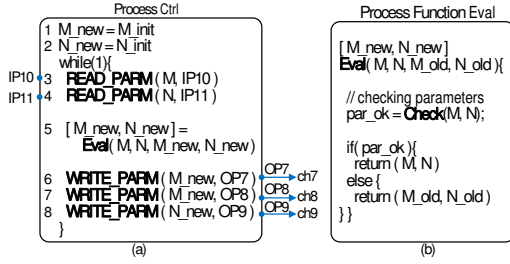 Process Ctrl
1 M_new = M_init
2 N_new = N_init
while(1){
IP10 3 READ_PARM ( M, IP10 )
IP11 4 READ_PARM ( N, IP11 )
5 [ M_new, N_new ] =
Eval( M, N, M_new, N_new )
6 WRITE_PARM ( M_new, OP7 ) OP7 ch7
7 WRITE_PARM ( M_new, OP8 ) OP8 ch8
8 WRITE_PARM ( N_new, OP9 ) OP9 ch9
}
(a)
Process Function Eval
[ M_new, N_new ]
Eval( M, N, M_old, N_old ){
// checking parameters
par_ok = Check(M, N);
if( par_ok ){
return ( M, N )
else {
return ( M_old, N_old )
} }
(b)